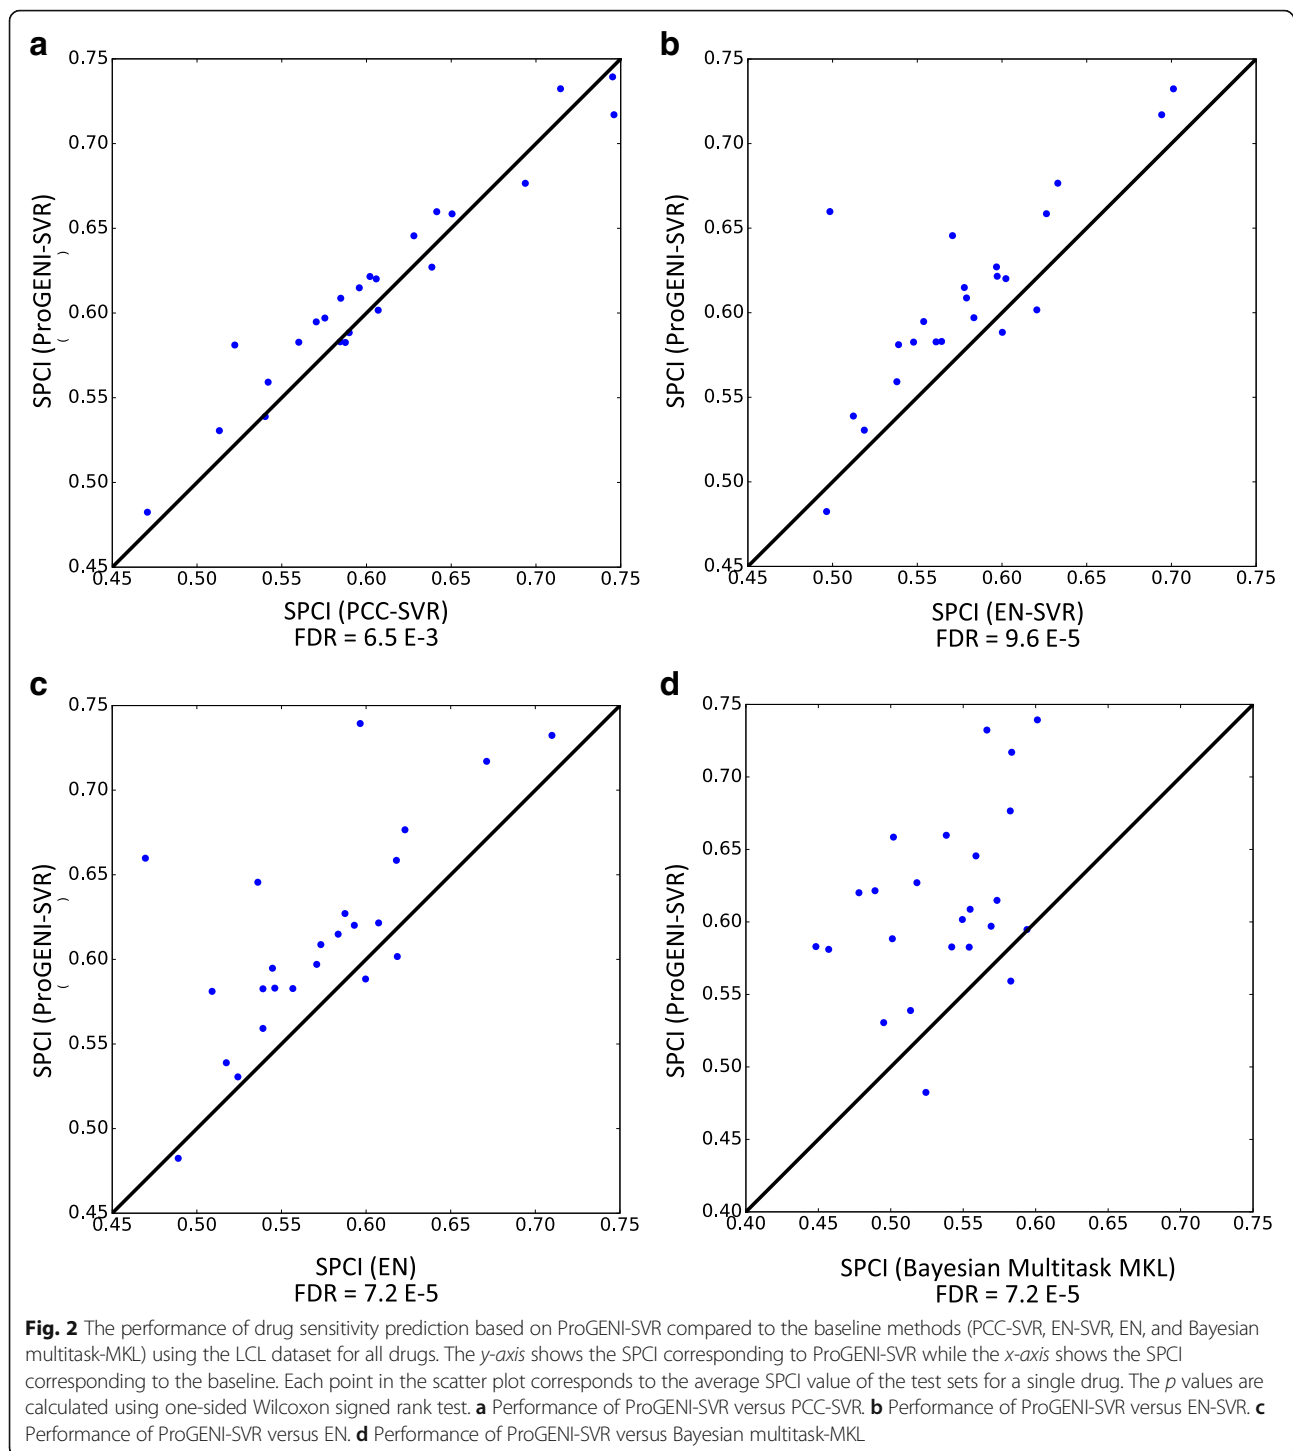 a
0.75
0.70
0.65
0.60
0.55
0.50
0.45
SPCI (ProGENI-SVR)
0.45 0.50 0.55 0.60 0.65 0.70 0.75
SPCI (PCC-SVR)
FDR = 6.5 E-3
b
0.75
0.70
0.65
0.60
0.55
0.50
0.45
SPCI (ProGENI-SVR)
0.45 0.50 0.55 0.60 0.65 0.70 0.75
SPCI (EN-SVR)
FDR = 9.6 E-5
c
0.75
0.70
0.65
0.60
0.55
0.50
0.45
SPCI (ProGENI-SVR)
0.45 0.50 0.55 0.60 0.65 0.70 0.75
SPCI (EN)
FDR = 7.2 E-5
d
0.75
0.70
0.65
0.60
0.55
0.50
0.45
0.40
SPCI (ProGENI-SVR)
0.40 0.45 0.50 0.55 0.60 0.65 0.70 0.75
SPCI (Bayesian Multitask MKL)
FDR = 7.2 E-5
Fig. 2 The performance of drug sensitivity prediction based on ProGENI-SVR compared to the baseline methods (PCC-SVR, EN-SVR, EN, and Bayesian
multitask-MKL) using the LCL dataset for all drugs. The y-axis shows the SPCI corresponding to ProGENI-SVR while the x-axis shows the SPCI
corresponding to the baseline. Each point in the scatter plot corresponds to the average SPCI value of the test sets for a single drug. The p values are
calculated using one-sided Wilcoxon signed rank test. a Performance of ProGENI-SVR versus PCC-SVR. b Performance of ProGENI-SVR versus EN-SVR. c
Performance of ProGENI-SVR versus EN. d Performance of ProGENI-SVR versus Bayesian multitask-MKL